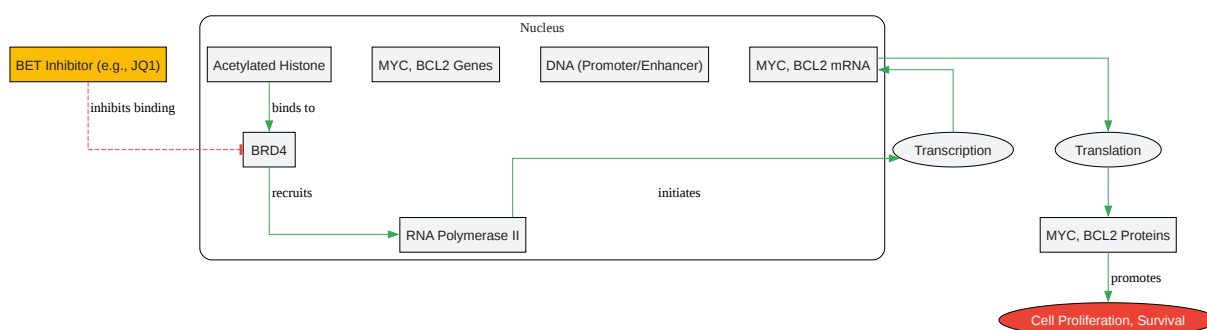 Nucleus
BET Inhibitor (e.g., JQ1)
Acetylated Histone
MYC, BCL2 Genes
DNA (Promoter/Enhancer)
MYC, BCL2 mRNA
inhibits binding
binds to
BRD4
Transcription
Translation
recruits
initiates
RNA Polymerase II
MYC, BCL2 Proteins
promotes
Cell Proliferation, Survival